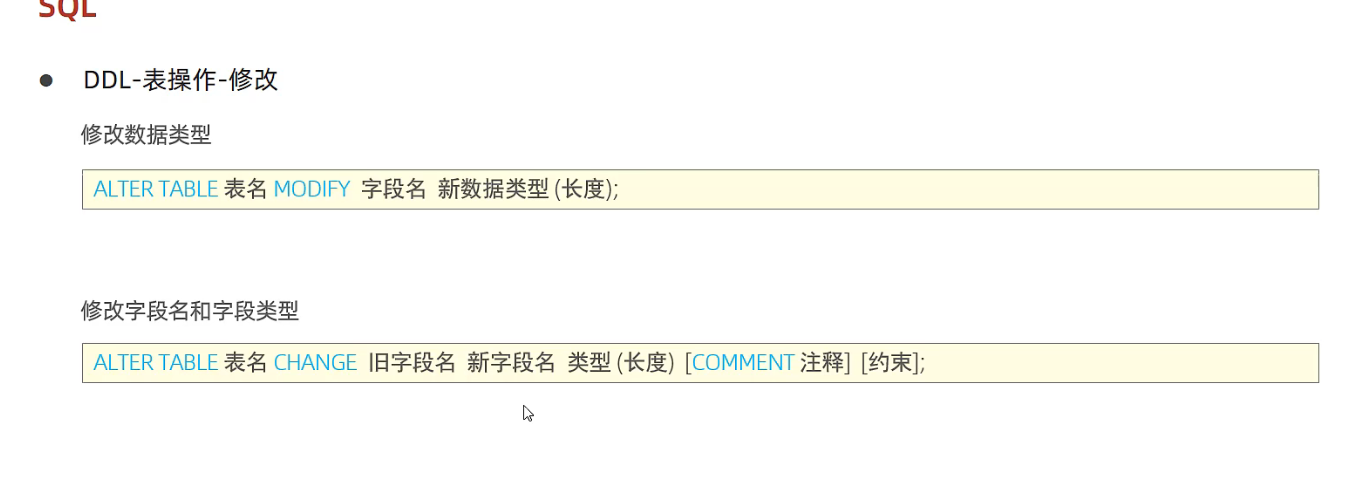 SQL
● DDL-表操作-修改
修改数据类型
ALTER TABLE 表名 MODIFY 字段名 新数据类型 (长度);
修改字段名和字段类型
ALTER TABLE 表名 CHANGE 旧字段名 新字段名 类型 (长度) [COMMENT 注释] [约束];